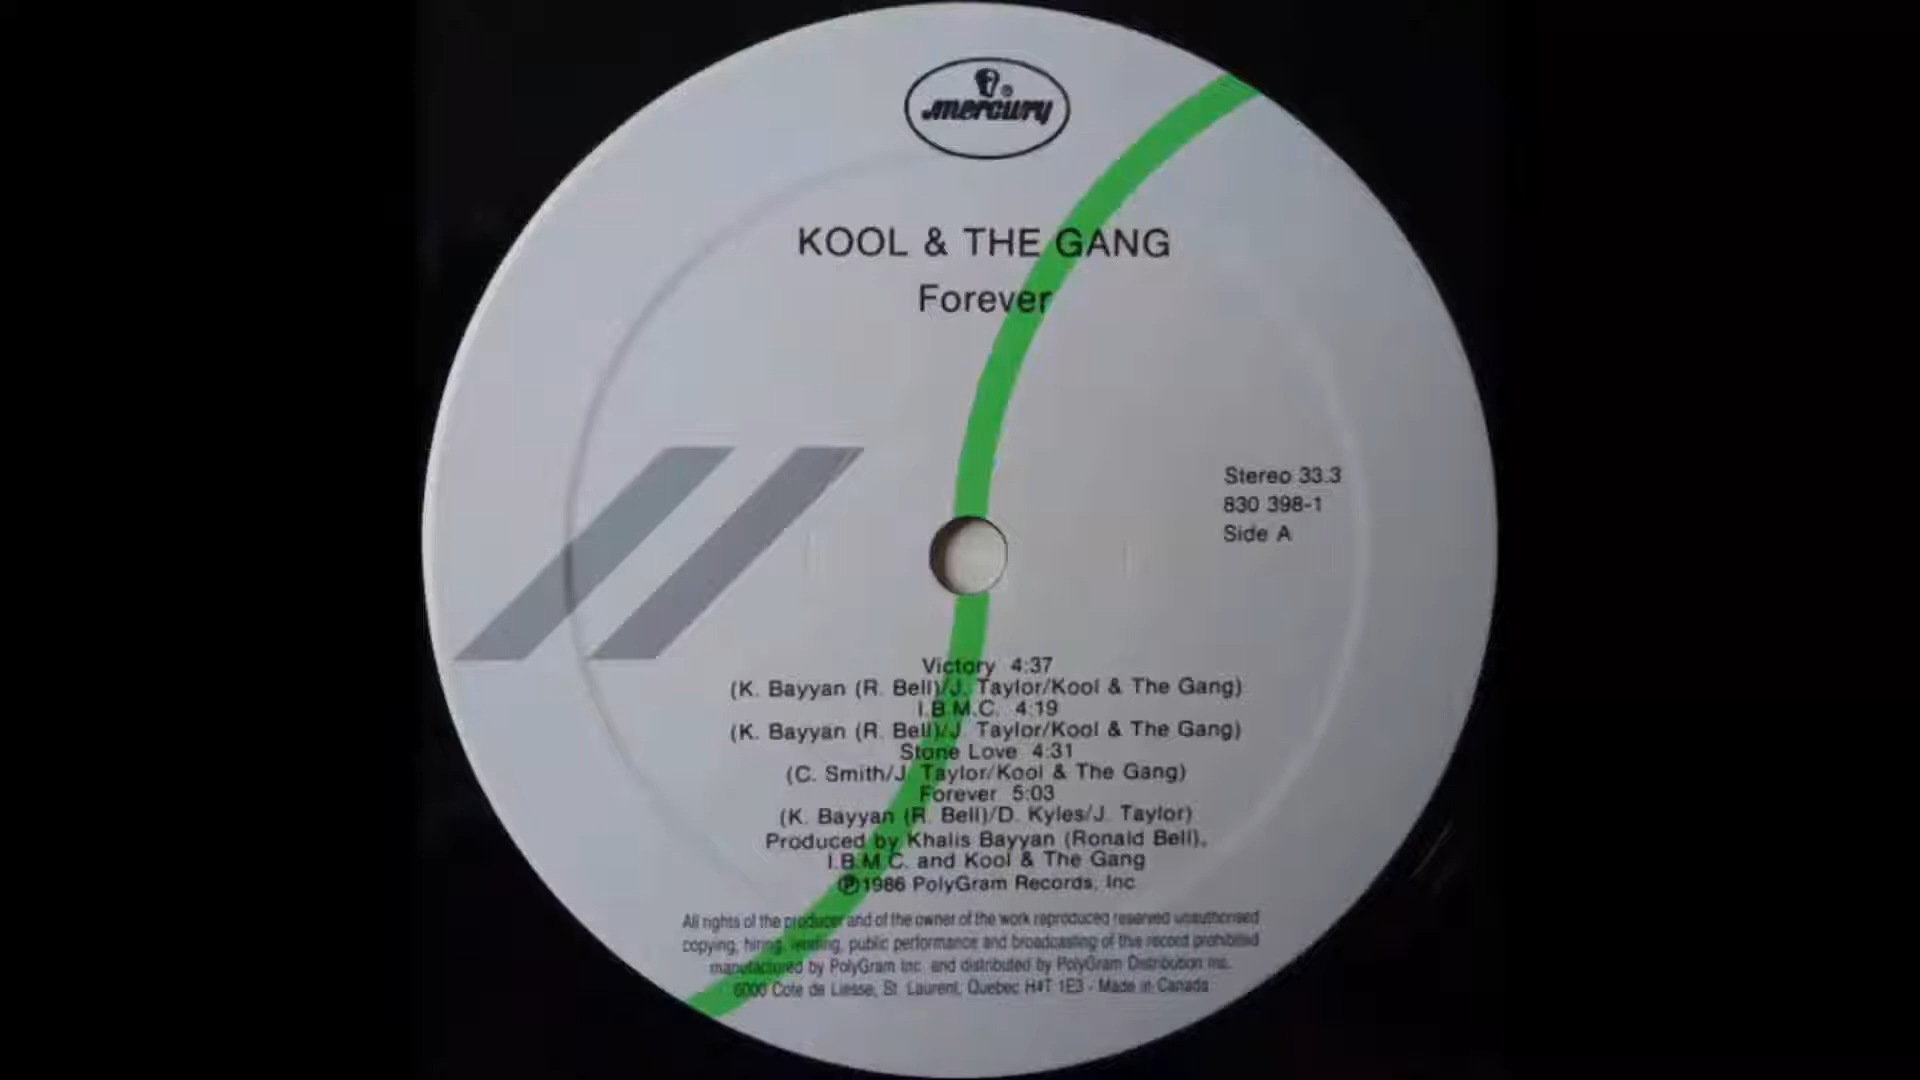 mercury®
KOOL & THE GANG
Forever
Stereo 33.3
830 398-1
Side A
Victory 4:37
(K. Bayyan (R. Bell)/J. Taylor/Kool & The Gang)
I.B.M.C. 4:19
(K. Bayyan (R. Bell)/J. Taylor/Kool & The Gang)
Stone Love 4:31
(C. Smith/J. Taylor/Kool & The Gang)
Forever 5:03
(K. Bayyan (R. Bell)/D. Kyles/J. Taylor)
Produced by Khalis Bayyan (Ronald Bell),
I.B.M.C. and Kool & The Gang
℗1986 PolyGram Records, Inc.
All rights of the producer and of the owner of the work reproduced reserved unauthorised
copying, hiring, lending, public performance and broadcasting of this record prohibited
manufactured by PolyGram Inc. and distributed by PolyGram Distribution Inc.
6000 Cote de Liesse, St. Laurent, Quebec H4T 1E3 - Made in Canada